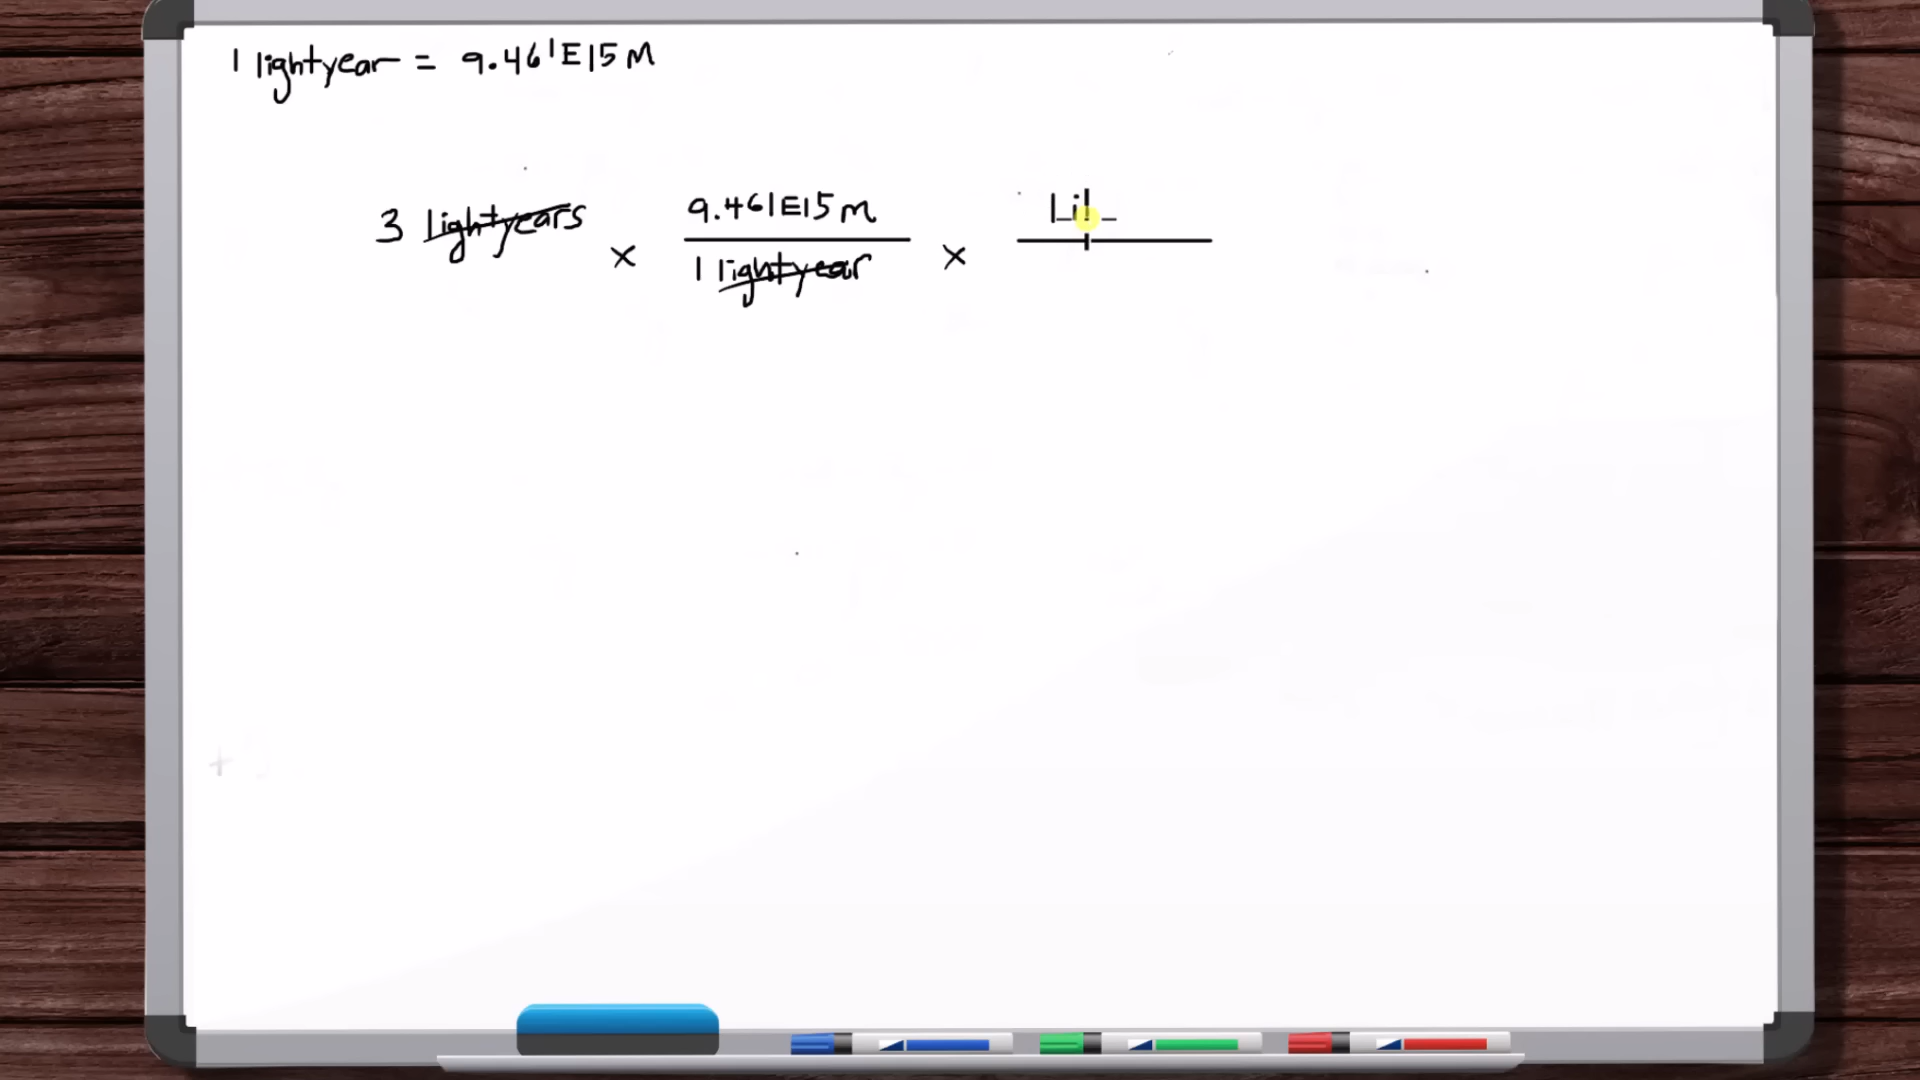 1 lightyear = 9.461E15 M
3 lightyears × 9.461E15 M ×
1 lightyear